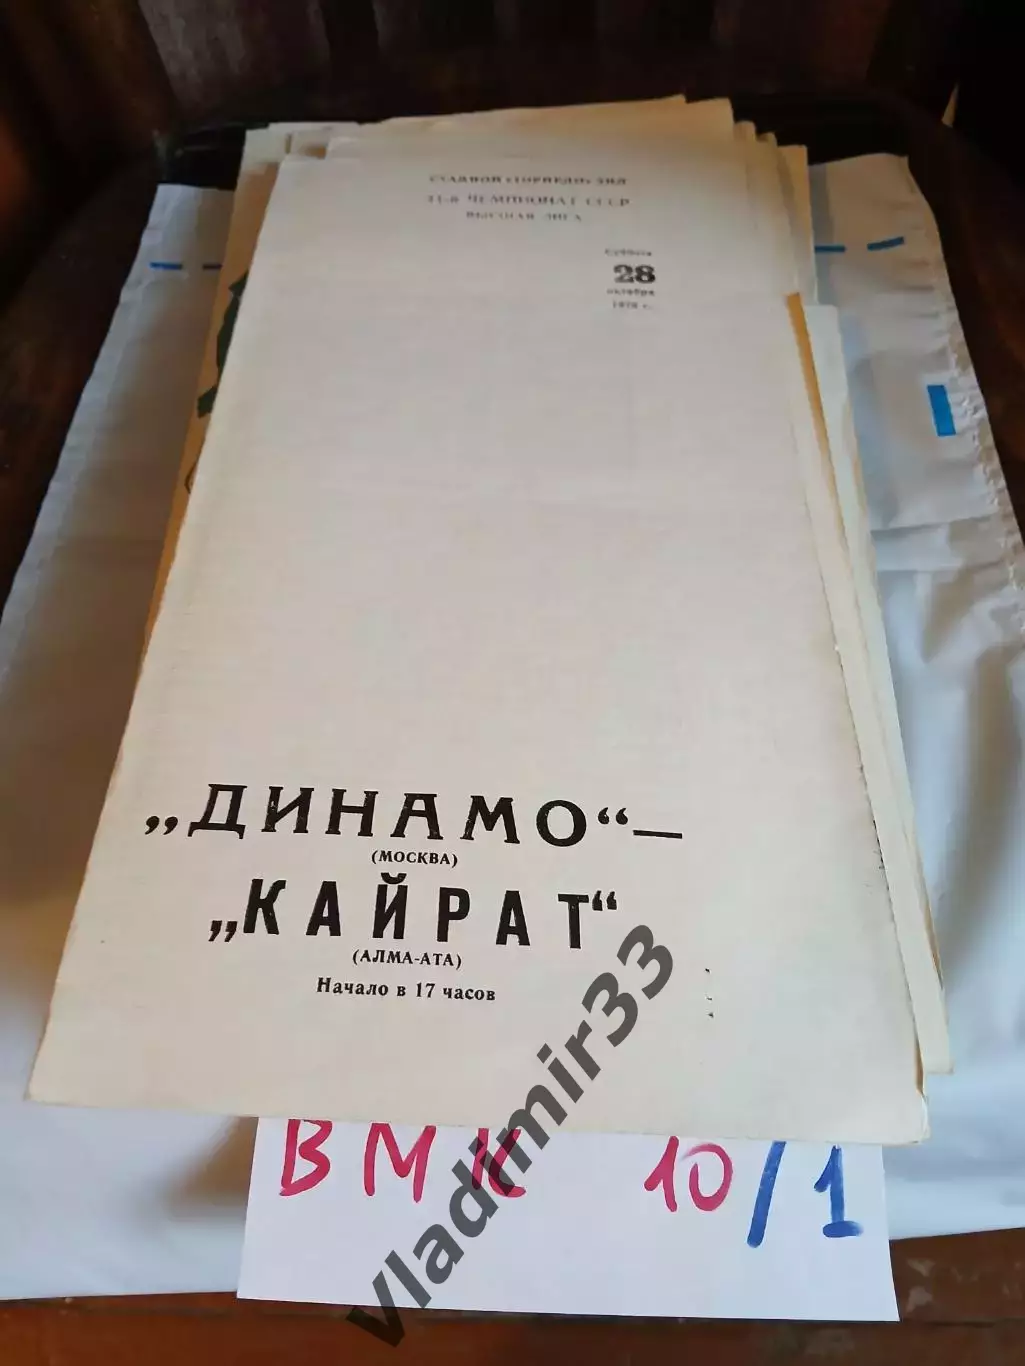 СТАДИОН «ТОРПЕДО» ЗИЛ
41-й ЧЕМПИОНАТ СССР
ВЫСШАЯ ЛИГА
Суббота
28
октября
1978 г.
„ДИНАМО“—
(МОСКВА)
„КАЙРАТ“
(АЛМА-АТА)
Начало в 17 часов
ВМК 10/1
Vladimir33